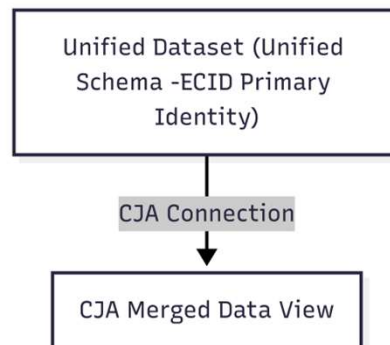 Unified Dataset (Unified
Schema -ECID Primary
Identity)
CJA Connection
CJA Merged Data View